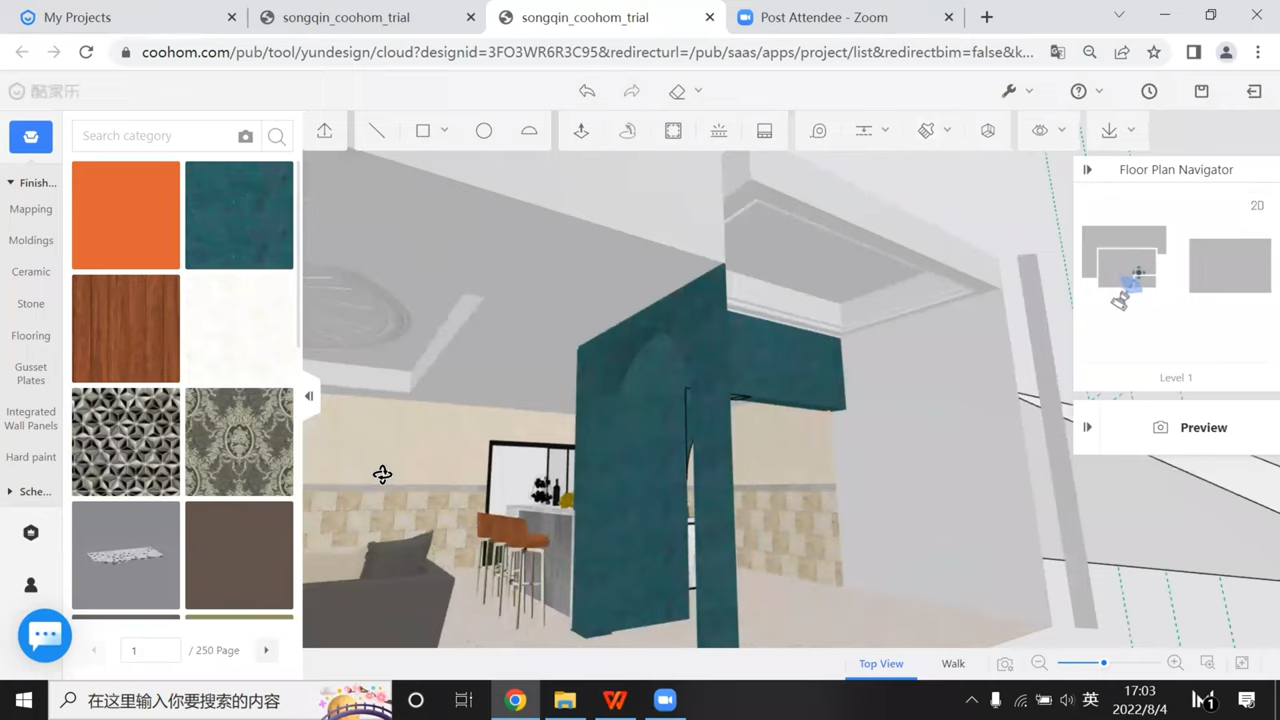 My Projects
songqin_coohom_trial
songqin_coohom_trial
Post Attendee - Zoom
coohom.com/pub/tool/yundesign/cloud?designid=3FO3WR6R3C95&redirecturl=/pub/saas/apps/project/list&redirectbim=false&k...
酷家乐
Search category
Finish...
Mapping
Moldings
Ceramic
Stone
Flooring
Gusset
Plates
Integrated
Wall Panels
Hard paint
Sche...
1
/ 250 Page
Floor Plan Navigator
2D
Level 1
Preview
Top View
Walk
在这里输入你要搜索的内容
英
17:03
2022/8/4
1